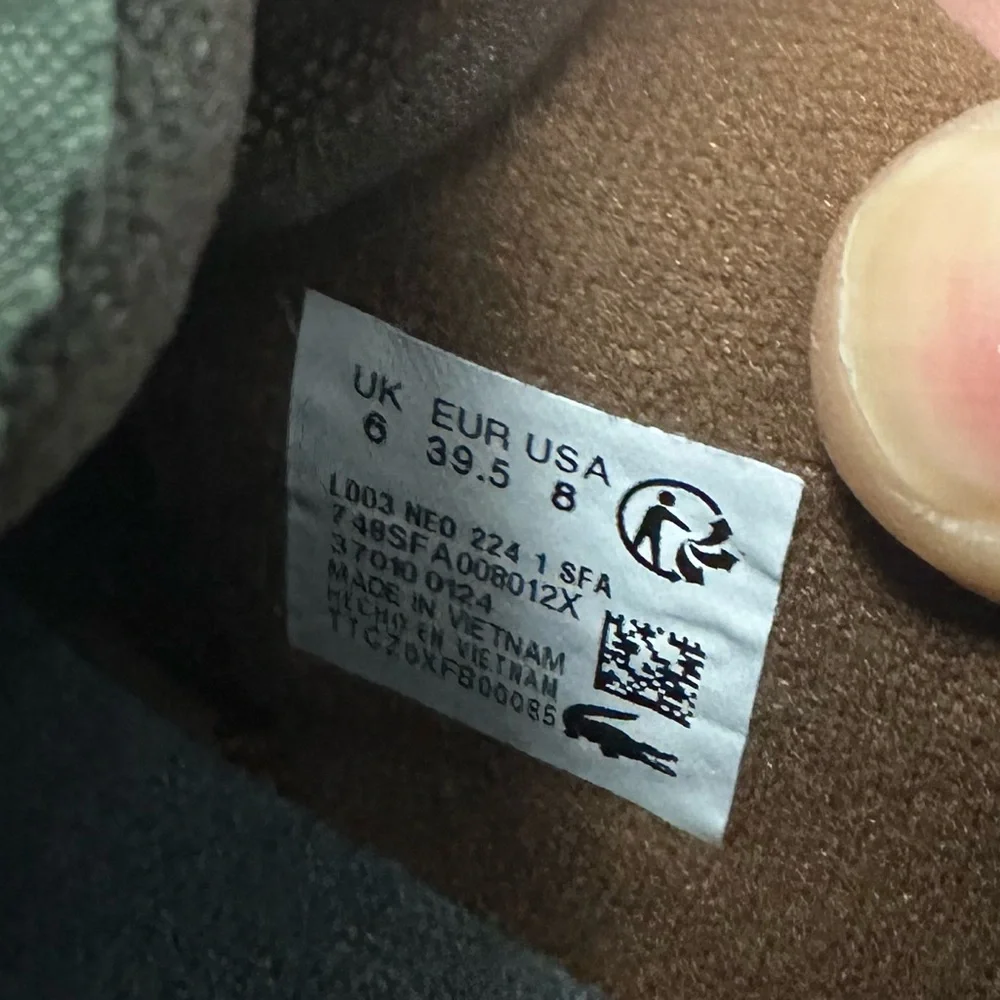 UK EUR USA
6 39.5 8
L003 NEO 224 1 SFA
748SFA008012X
37010 0124
MADE IN VIETNAM
HECHO EN VIETNAM
TTCZ0XFB00085